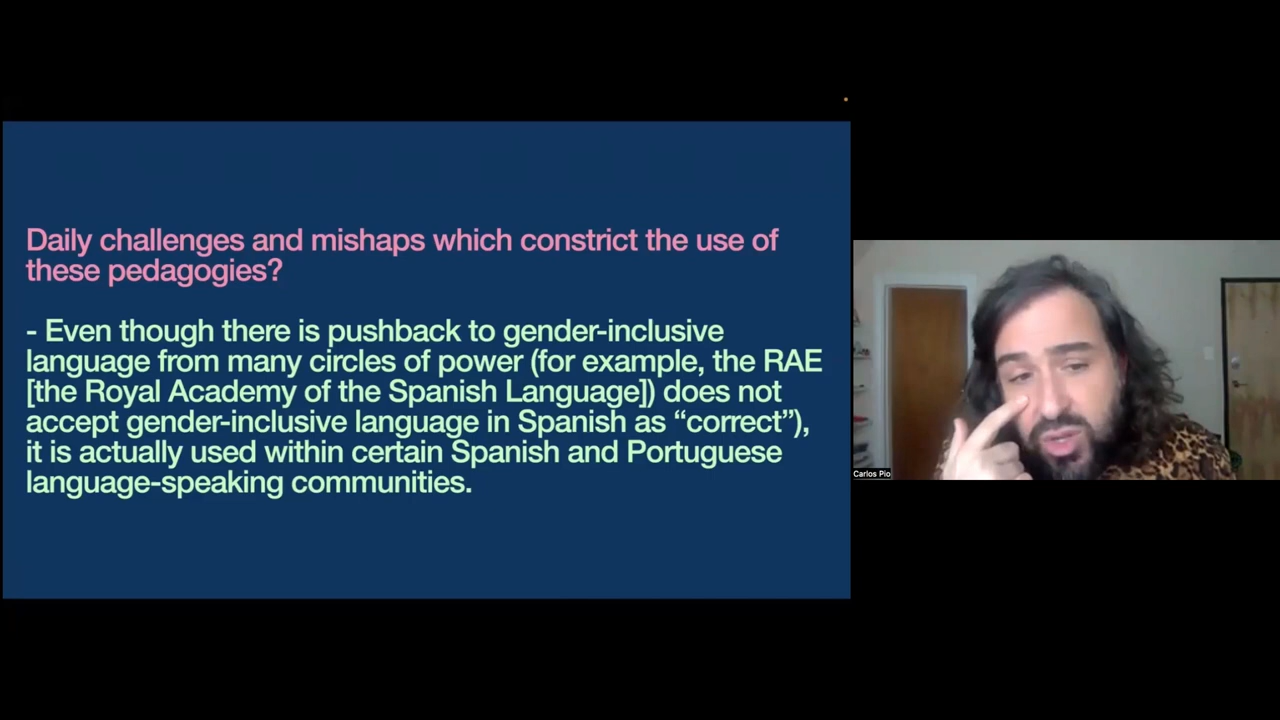 Daily challenges and mishaps which constrict the use of
these pedagogies?
- Even though there is pushback to gender-inclusive
language from many circles of power (for example, the RAE
[the Royal Academy of the Spanish Language]) does not
accept gender-inclusive language in Spanish as “correct”),
it is actually used within certain Spanish and Portuguese
language-speaking communities.
Carlos Pio